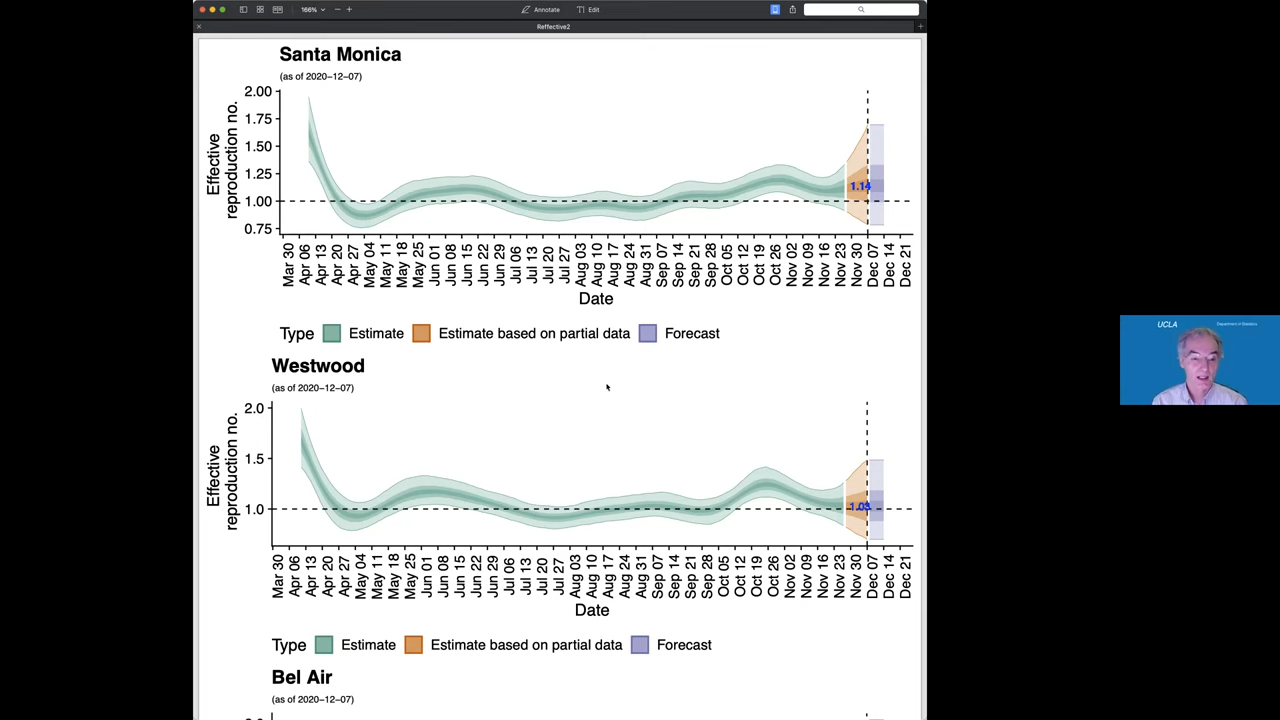 166%
Annotate
Edit
Reffective2
Santa Monica
(as of 2020-12-07)
Effective
reproduction no.
2.00
1.75
1.50
1.25
1.00
0.75
1.14
Mar 30
Apr 06
Apr 13
Apr 20
Apr 27
May 04
May 11
May 18
May 25
Jun 01
Jun 08
Jun 15
Jun 22
Jun 29
Jul 06
Jul 13
Jul 20
Jul 27
Aug 03
Aug 10
Aug 17
Aug 24
Aug 31
Sep 07
Sep 14
Sep 21
Sep 28
Oct 05
Oct 12
Oct 19
Oct 26
Nov 02
Nov 09
Nov 16
Nov 23
Nov 30
Dec 07
Dec 14
Dec 21
Date
Type Estimate Estimate based on partial data Forecast
Westwood
(as of 2020-12-07)
Effective
reproduction no.
2.0
1.5
1.0
1.03
Mar 30
Apr 06
Apr 13
Apr 20
Apr 27
May 04
May 11
May 18
May 25
Jun 01
Jun 08
Jun 15
Jun 22
Jun 29
Jul 06
Jul 13
Jul 20
Jul 27
Aug 03
Aug 10
Aug 17
Aug 24
Aug 31
Sep 07
Sep 14
Sep 21
Sep 28
Oct 05
Oct 12
Oct 19
Oct 26
Nov 02
Nov 09
Nov 16
Nov 23
Nov 30
Dec 07
Dec 14
Dec 21
Date
Type Estimate Estimate based on partial data Forecast
Bel Air
(as of 2020-12-07)
UCLA
Department of Statistics